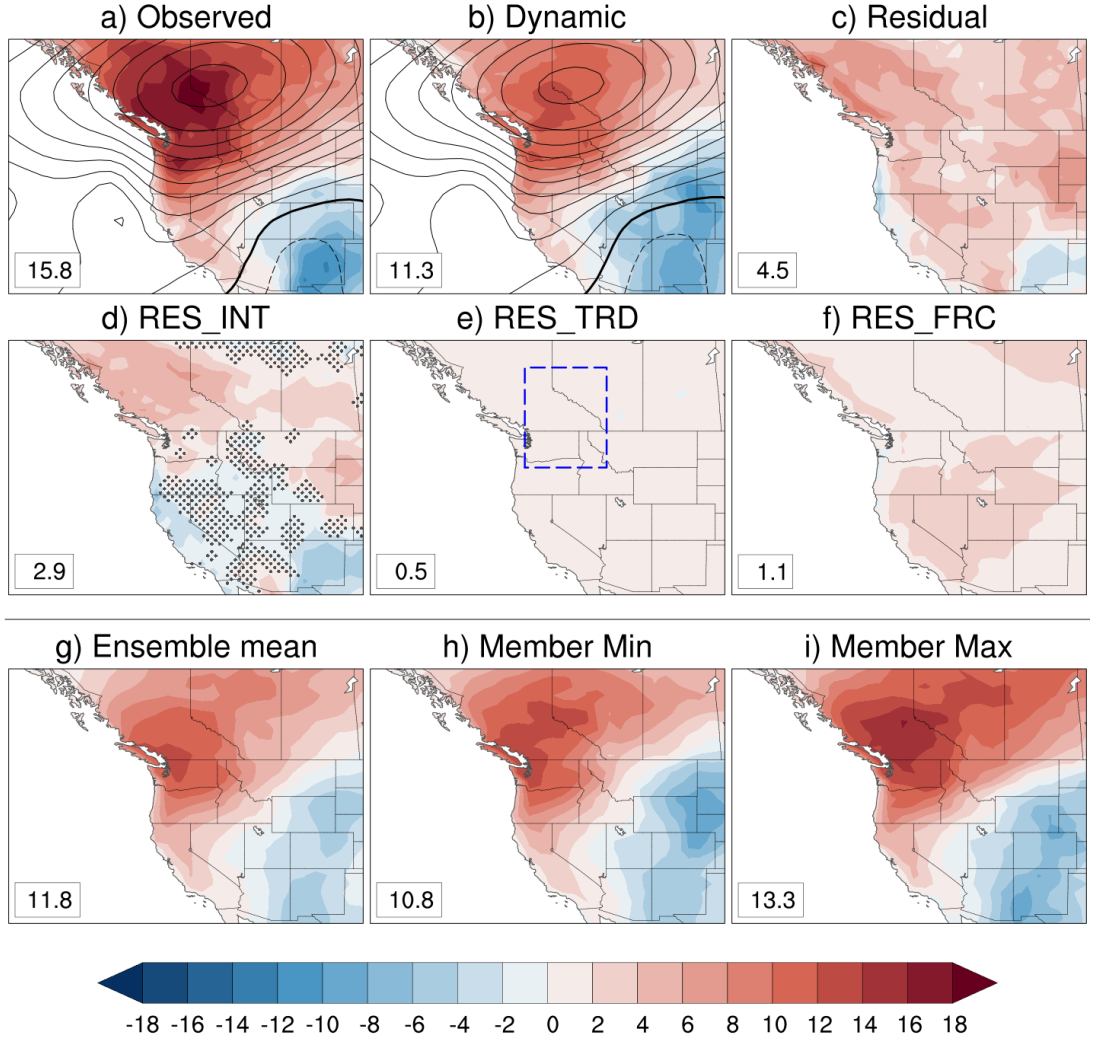 a) Observed b) Dynamic c) Residual
15.8 11.3 4.5
d) RES_INT e) RES_TRD f) RES_FRC
2.9 0.5 1.1
g) Ensemble mean h) Member Min i) Member Max
11.8 10.8 13.3
-18 -16 -14 -12 -10 -8 -6 -4 -2 0 2 4 6 8 10 12 14 16 18